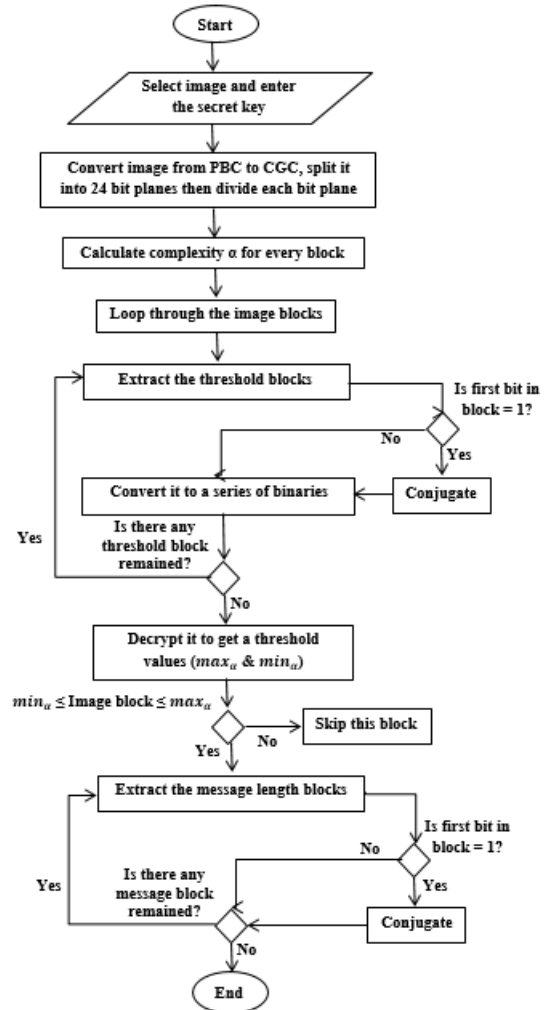 Start
Select image and enter
the secret key
Convert image from PBC to CGC, split it
into 24 bit planes then divide each bit plane
Calculate complexity α for every block
Loop through the image blocks
Extract the threshold blocks
Is first bit in
block = 1?
No
Yes
Convert it to a series of binaries
Conjugate
Is there any
threshold block
remained?
Yes
No
Decrypt it to get a threshold
values (max_α & min_α)
min_α ≤ Image block ≤ max_α
No
Skip this block
Yes
Extract the message length blocks
Is first bit in
block = 1?
No
Yes
Is there any
message block
remained?
Yes
Conjugate
No
End